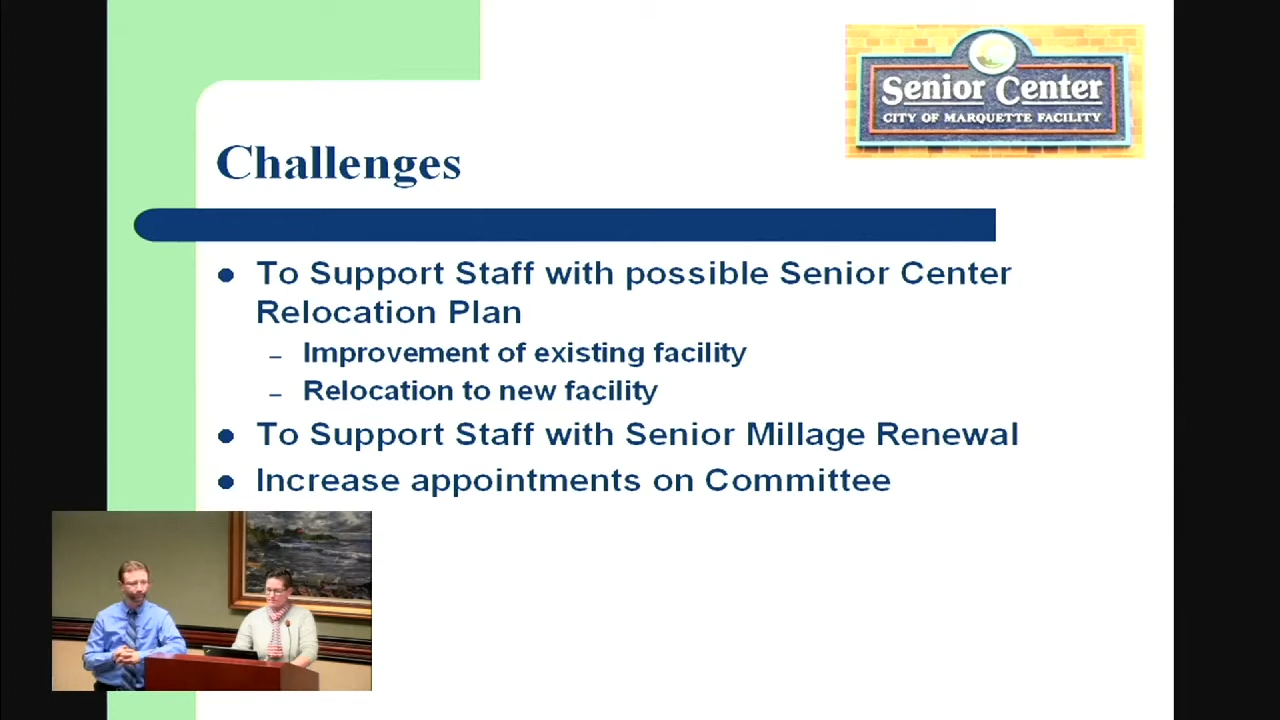 Senior Center
CITY OF MARQUETTE FACILITY
Challenges
To Support Staff with possible Senior Center
Relocation Plan
– Improvement of existing facility
– Relocation to new facility
To Support Staff with Senior Millage Renewal
Increase appointments on Committee